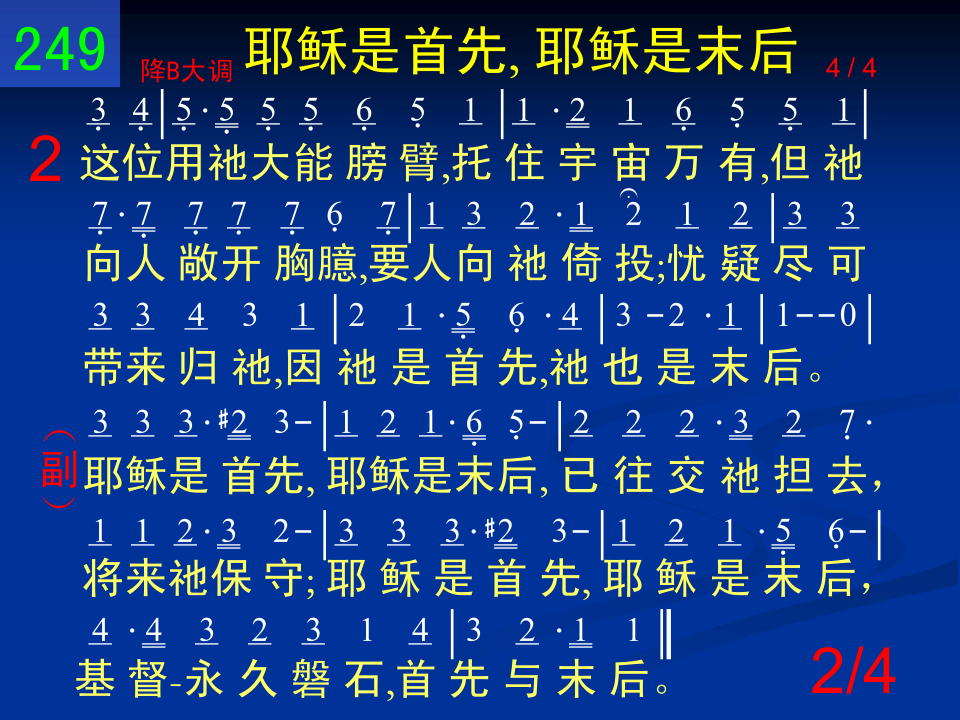 249 降B大调 耶稣是首先, 耶稣是末后 4 / 4
3 4|5·5 5 5 6 5 1|1·2 1 6 5 5 1|
2 这位用祂大能膀臂,托住宇宙万有,但祂
7·7 7 7 7 6 7|1 3 2·1 2 1 2|3 3
向人敞开胸臆,要人向祂倚投;忧疑尽可
3 3 4 3 1|2 1·5 6·4|3-2·1|1--0|
带来归祂,因祂是首先,祂也是末后。
3 3 3·#2 3-|1 2 1·6 5-|2 2 2·3 2 7·
(副) 耶稣是首先, 耶稣是末后, 已往交祂担去,
1 1 2·3 2-|3 3 3·#2 3-|1 2 1·5 6-|
将来祂保守; 耶稣是首先, 耶稣是末后,
4·4 3 2 3 1 4|3 2·1 1‖
基督-永久磐石,首先与末后。
2/4